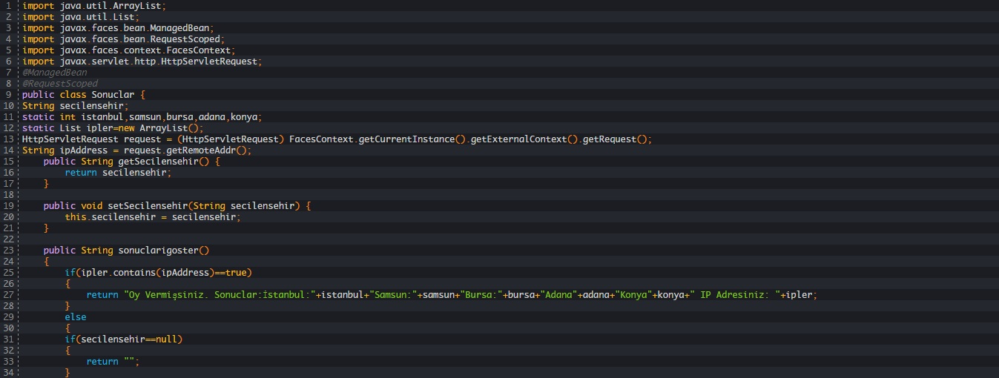 1 import java.util.ArrayList;
2 import java.util.List;
3 import javax.faces.bean.ManagedBean;
4 import javax.faces.bean.RequestScoped;
5 import javax.faces.context.FacesContext;
6 import javax.servlet.http.HttpServletRequest;
7 @ManagedBean
8 @RequestScoped
9 public class Sonuclar {
10 String secilensehir;
11 static int istanbul,samsun,bursa,adana,konya;
12 static List ipler=new ArrayList();
13 HttpServletRequest request = (HttpServletRequest) FacesContext.getCurrentInstance().getExternalContext().getRequest();
14 String ipAddress = request.getRemoteAddr();
15     public String getSecilensehir() {
16         return secilensehir;
17     }
18
19     public void setSecilensehir(String secilensehir) {
20         this.secilensehir = secilensehir;
21     }
22
23     public String sonuclarigoster()
24     {
25         if(ipler.contains(ipAddress)==true)
26         {
27             return "Oy Vermişsiniz. Sonuclar:İstanbul:"+istanbul+"Samsun:"+samsun+"Bursa:"+bursa+"Adana"+adana+"Konya"+konya+" IP Adresiniz: "+ipler;
28         }
29         else
30         {
31         if(secilensehir==null)
32         {
33             return "";
34         }